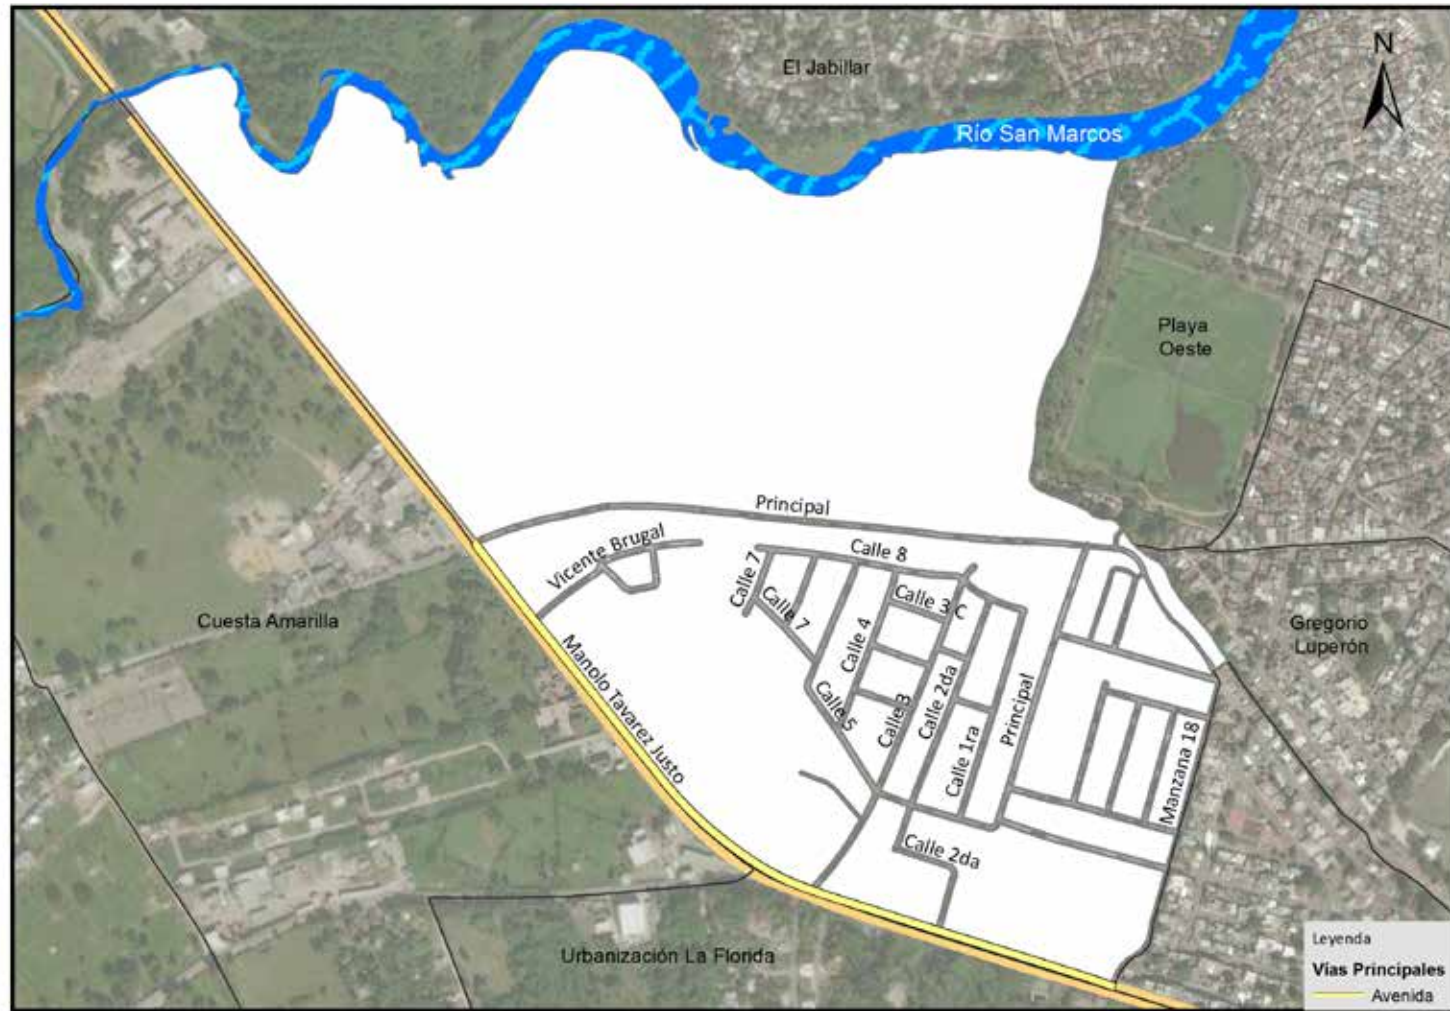 N
El Jabillar
Río San Marcos
Playa
Oeste
Principal
Calle 8
Vicente Brugal
Calle 7
Calle 7
Calle 3 C
Calle 4
Cuesta Amarilla
Gregorio
Luperón
Manolo Tavarez Justo
Calle 5
Calle 3
Calle 2da
Principal
Calle 1ra
Manzana 18
Calle 2da
Urbanización La Florida
Leyenda
Vías Principales
Avenida